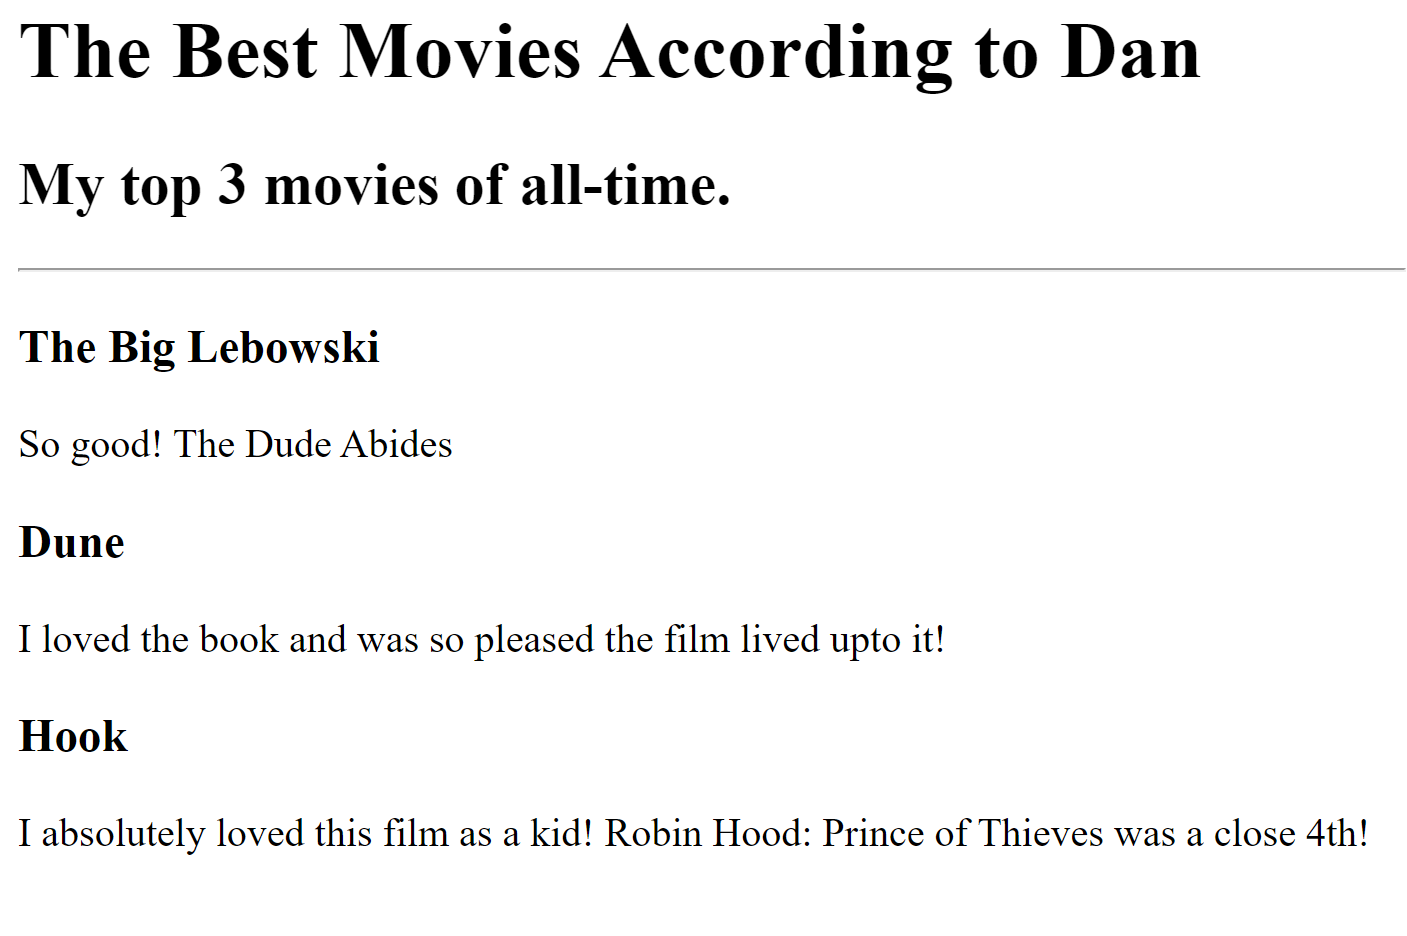 The Best Movies According to Dan
My top 3 movies of all-time.
The Big Lebowski
So good! The Dude Abides
Dune
I loved the book and was so pleased the film lived upto it!
Hook
I absolutely loved this film as a kid! Robin Hood: Prince of Thieves was a close 4th!